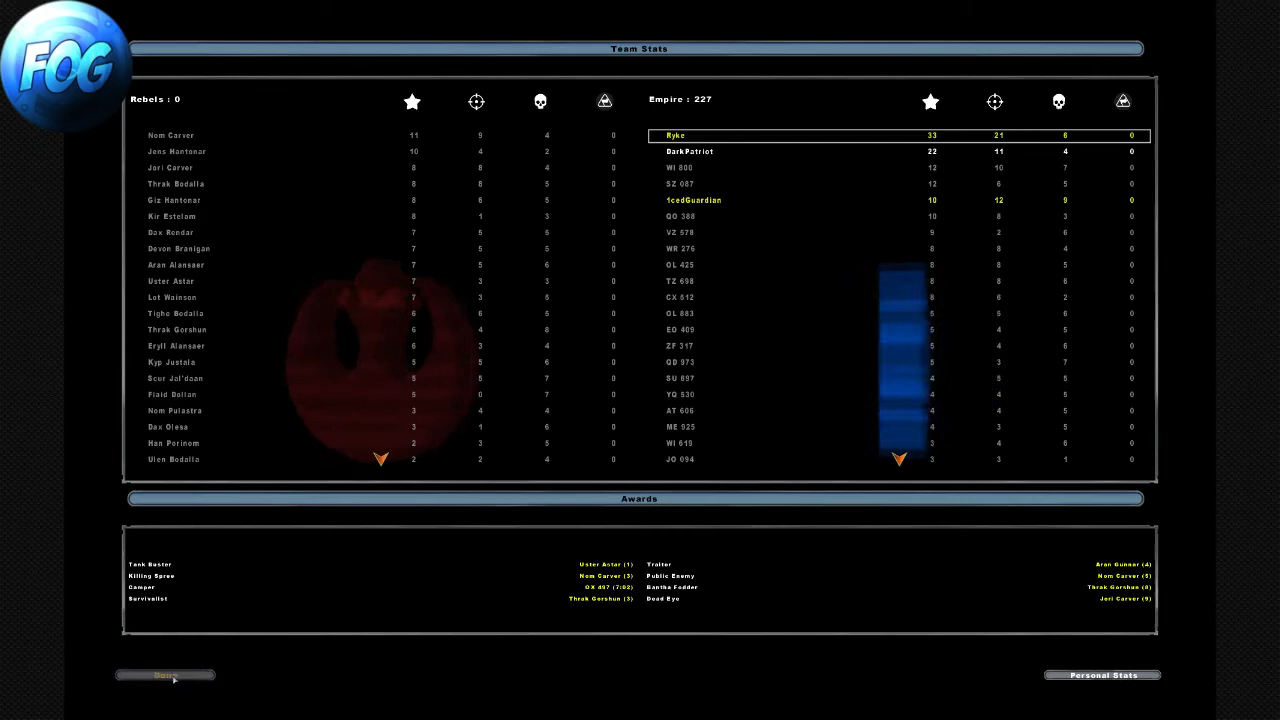 FOG
Team Stats
Rebels : 0
Nom Carver 11 9 4 0
Jens Hantonar 10 4 2 0
Jori Carver 8 8 4 0
Thrak Bodalla 8 8 5 0
Giz Hantonar 8 6 5 0
Kir Estelam 8 1 3 0
Dax Rendar 7 5 5 0
Devon Branigan 7 5 5 0
Aran Alansaer 7 5 6 0
Uster Astar 7 3 3 0
Lot Wainson 7 3 6 0
Tighe Bodalla 6 6 5 0
Thrak Gorshun 6 4 8 0
Eryll Alansaer 6 3 4 0
Kyp Justala 5 5 6 0
Scur Jal'daan 5 5 7 0
Flaid Dollan 5 0 7 0
Nom Pulastra 3 4 4 0
Dax Olesa 3 1 6 0
Han Porinom 2 3 5 0
Ulen Bodalla 2 2 4 0
Empire : 227
Ryke 33 21 6 0
DarkPatriot 22 11 4 0
WI 800 12 10 7 0
SZ 087 12 6 5 0
1cedGuardian 10 12 9 0
QO 388 10 8 3 0
VZ 578 9 2 6 0
WR 276 8 8 4 0
OL 425 8 8 5 0
TZ 698 8 8 6 0
CX 512 8 6 2 0
OL 883 5 5 6 0
EO 409 5 4 5 0
ZF 317 5 4 6 0
QD 973 5 3 7 0
SU 697 4 5 5 0
YQ 530 4 4 5 0
AT 606 4 4 5 0
ME 925 4 3 5 0
WI 619 3 4 6 0
JO 094 3 3 1 0
Awards
Tank Buster Uster Astar (1)
Killing Spree Nom Carver (3)
Camper OX 497 (7:02)
Survivalist Thrak Gorshun (3)
Traitor Aran Gunnar (4)
Public Enemy Nom Carver (5)
Bantha Fodder Thrak Gorshun (8)
Dead Eye Jori Carver (9)
Done
Personal Stats